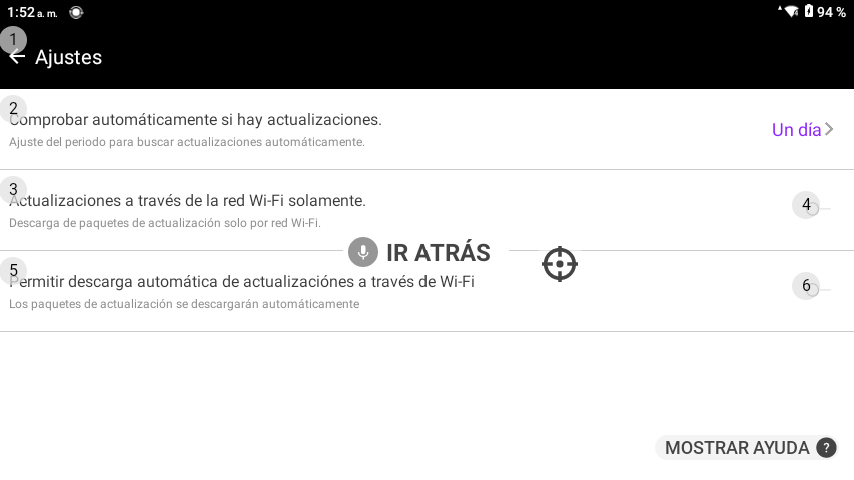 1:52 a. m.
94 %
1
Ajustes
2
Comprobar automáticamente si hay actualizaciones.
Ajuste del periodo para buscar actualizaciones automáticamente.
Un día
3
Actualizaciones a través de la red Wi-Fi solamente.
Descarga de paquetes de actualización solo por red Wi-Fi.
4
IR ATRÁS
5
Permitir descarga automática de actualizaciónes a través de Wi-Fi
Los paquetes de actualización se descargarán automáticamente
6
MOSTRAR AYUDA ?